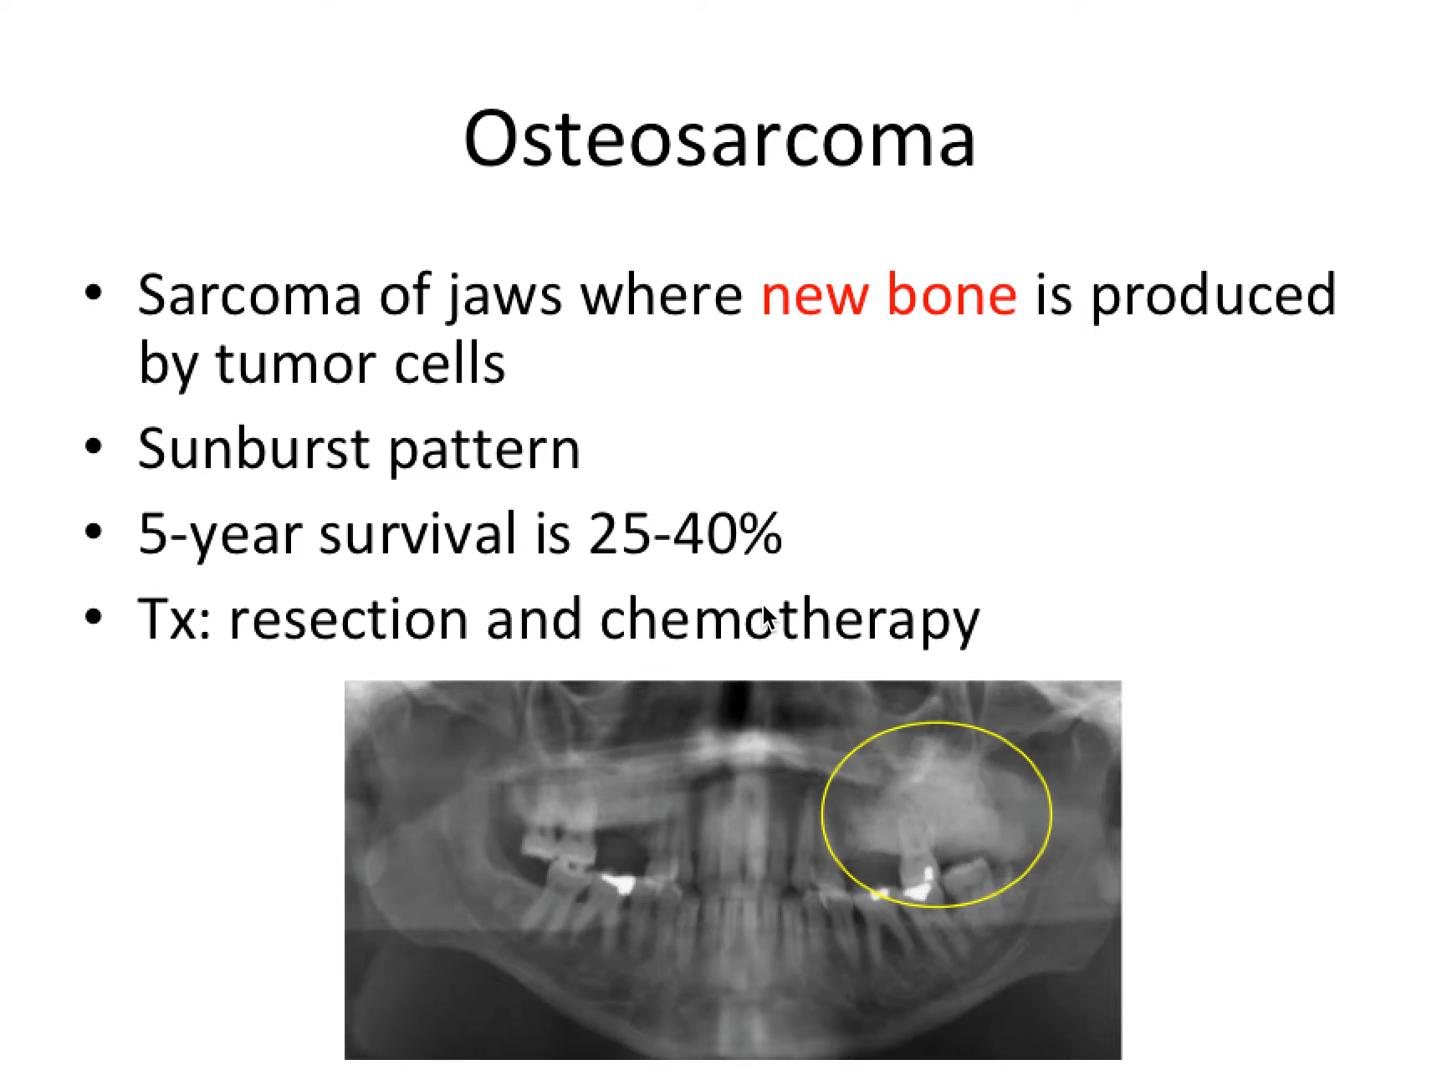 Osteosarcoma
• Sarcoma of jaws where new bone is produced
by tumor cells
• Sunburst pattern
• 5-year survival is 25-40%
• Tx: resection and chemotherapy